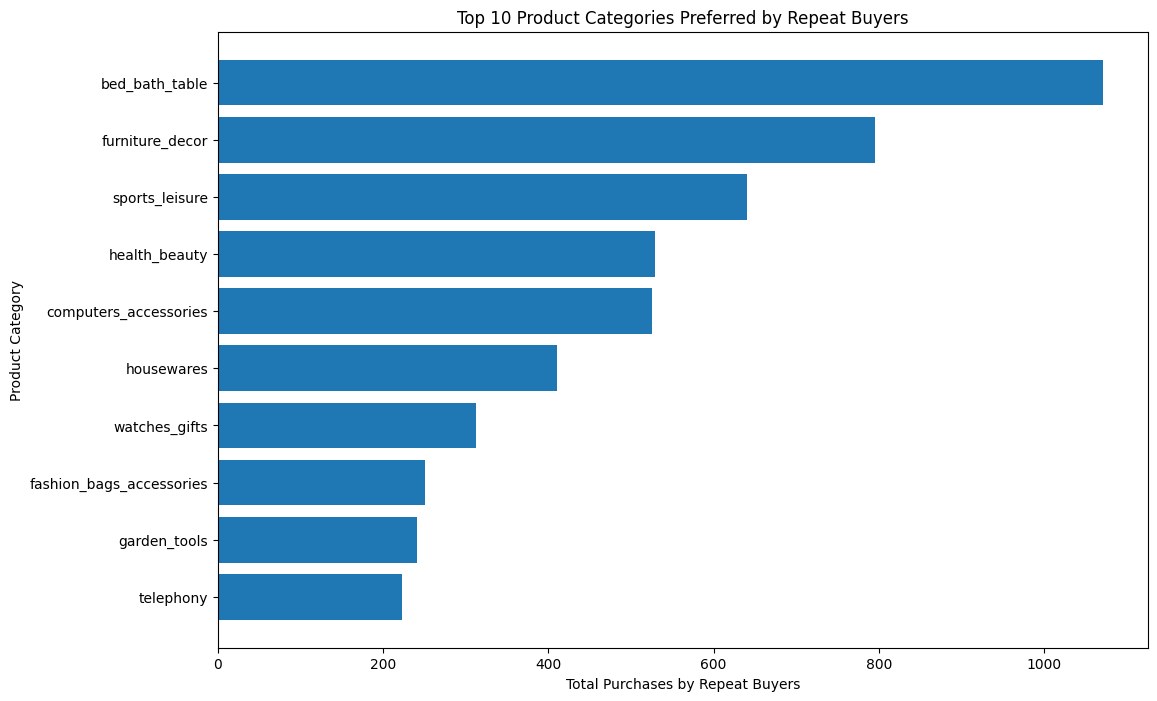 Top 10 Product Categories Preferred by Repeat Buyers
Product Category
bed_bath_table
furniture_decor
sports_leisure
health_beauty
computers_accessories
housewares
watches_gifts
fashion_bags_accessories
garden_tools
telephony
0 200 400 600 800 1000
Total Purchases by Repeat Buyers